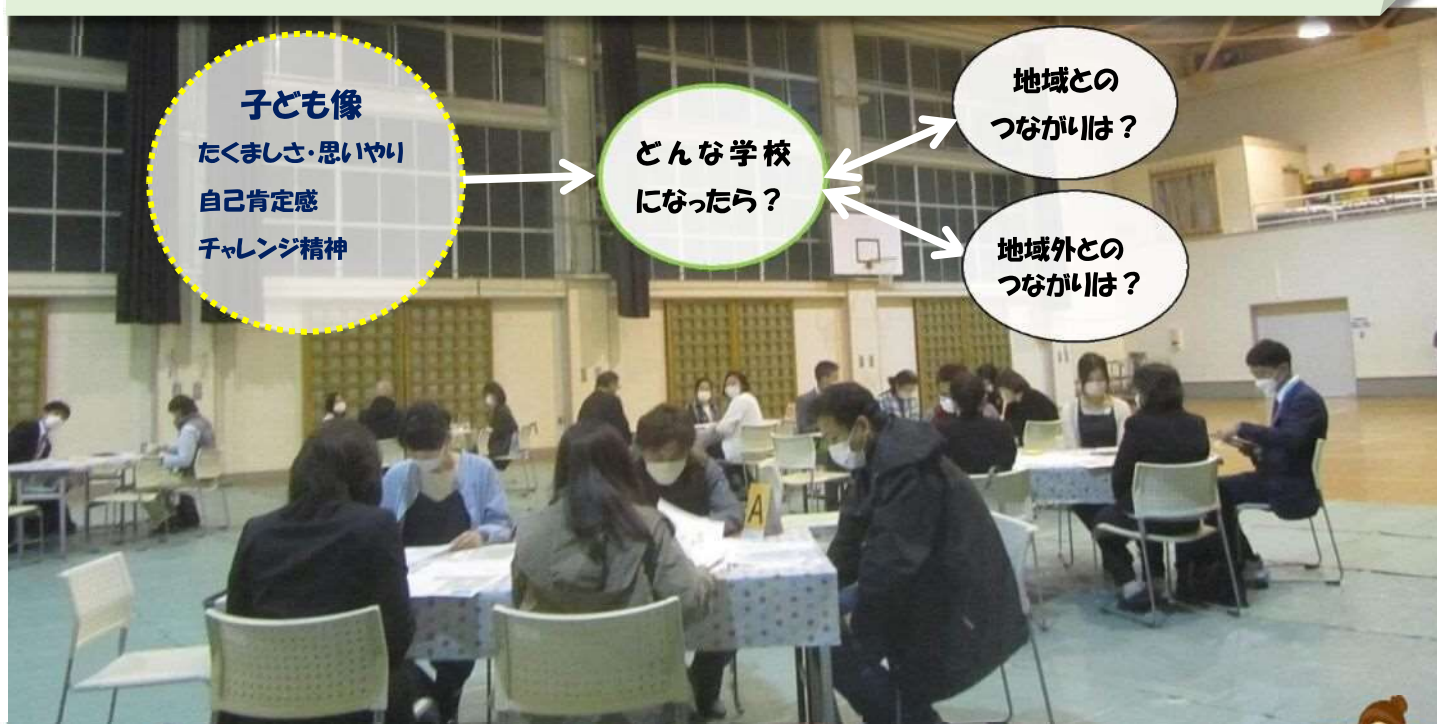 子ども像
たくましさ・思いやり
自己肯定感
チャレンジ精神
どんな学校
になったら?
地域との
つながりは?
地域外との
つながりは?
A